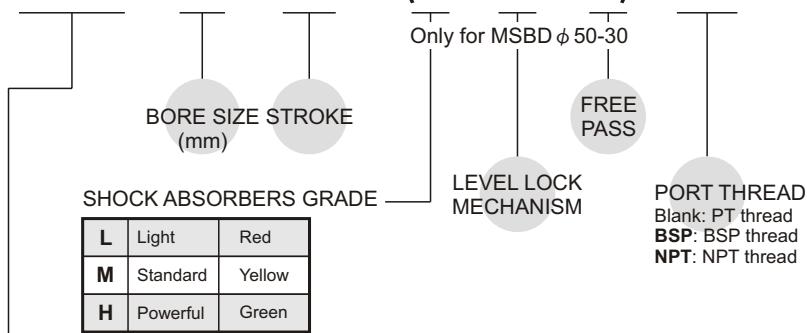 Only for MSBD φ 50-30
BORE SIZE STROKE
(mm)
FREE
PASS
SHOCK ABSORBERS GRADE
LEVEL LOCK
MECHANISM
PORT THREAD
Blank: PT thread
BSP: BSP thread
NPT: NPT thread
L Light Red
M Standard Yellow
H Powerful Green